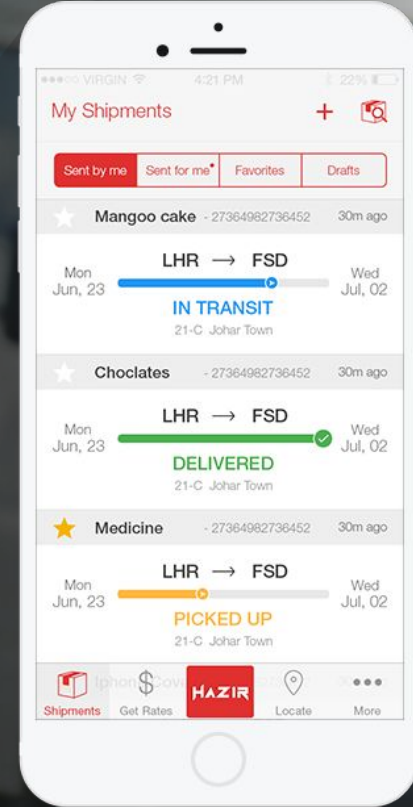 VIRGIN 4:21 PM 22%
My Shipments
Sent by me Sent for me Favorites Drafts
Mangoo cake - 27364982736452 30m ago
LHR → FSD
Mon Wed
Jun, 23 Jul, 02
IN TRANSIT
21-C Johar Town
Choclates - 27364982736452 30m ago
LHR → FSD
Mon Wed
Jun, 23 Jul, 02
DELIVERED
21-C Johar Town
Medicine - 27364982736452 30m ago
LHR → FSD
Mon Wed
Jun, 23 Jul, 02
PICKED UP
21-C Johar Town
Iphon Cov
HAZIR
Shipments Get Rates Locate More